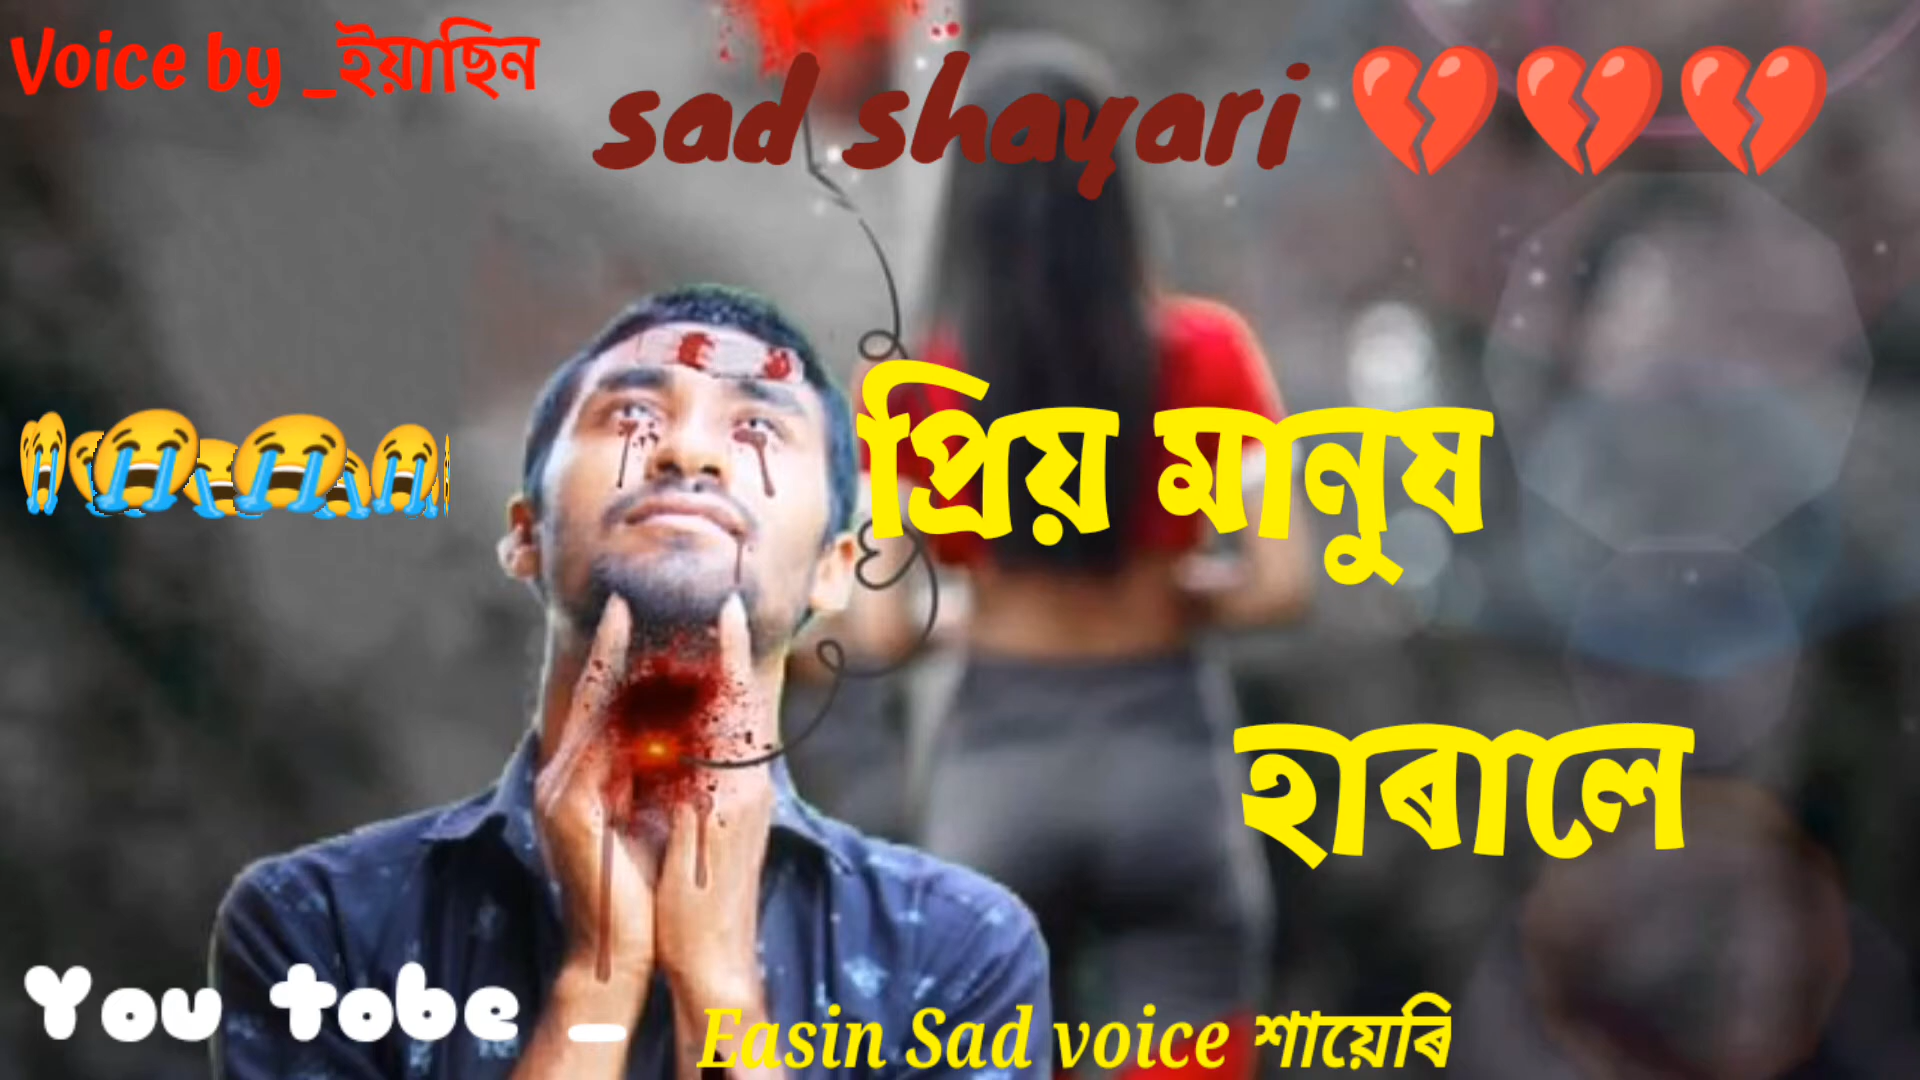 Voice by _ইয়াছিন
sad shayari 💔💔💔
প্রিয় মানুষ
হাৰালে
You tobe _
Easin Sad voice শায়েৰি